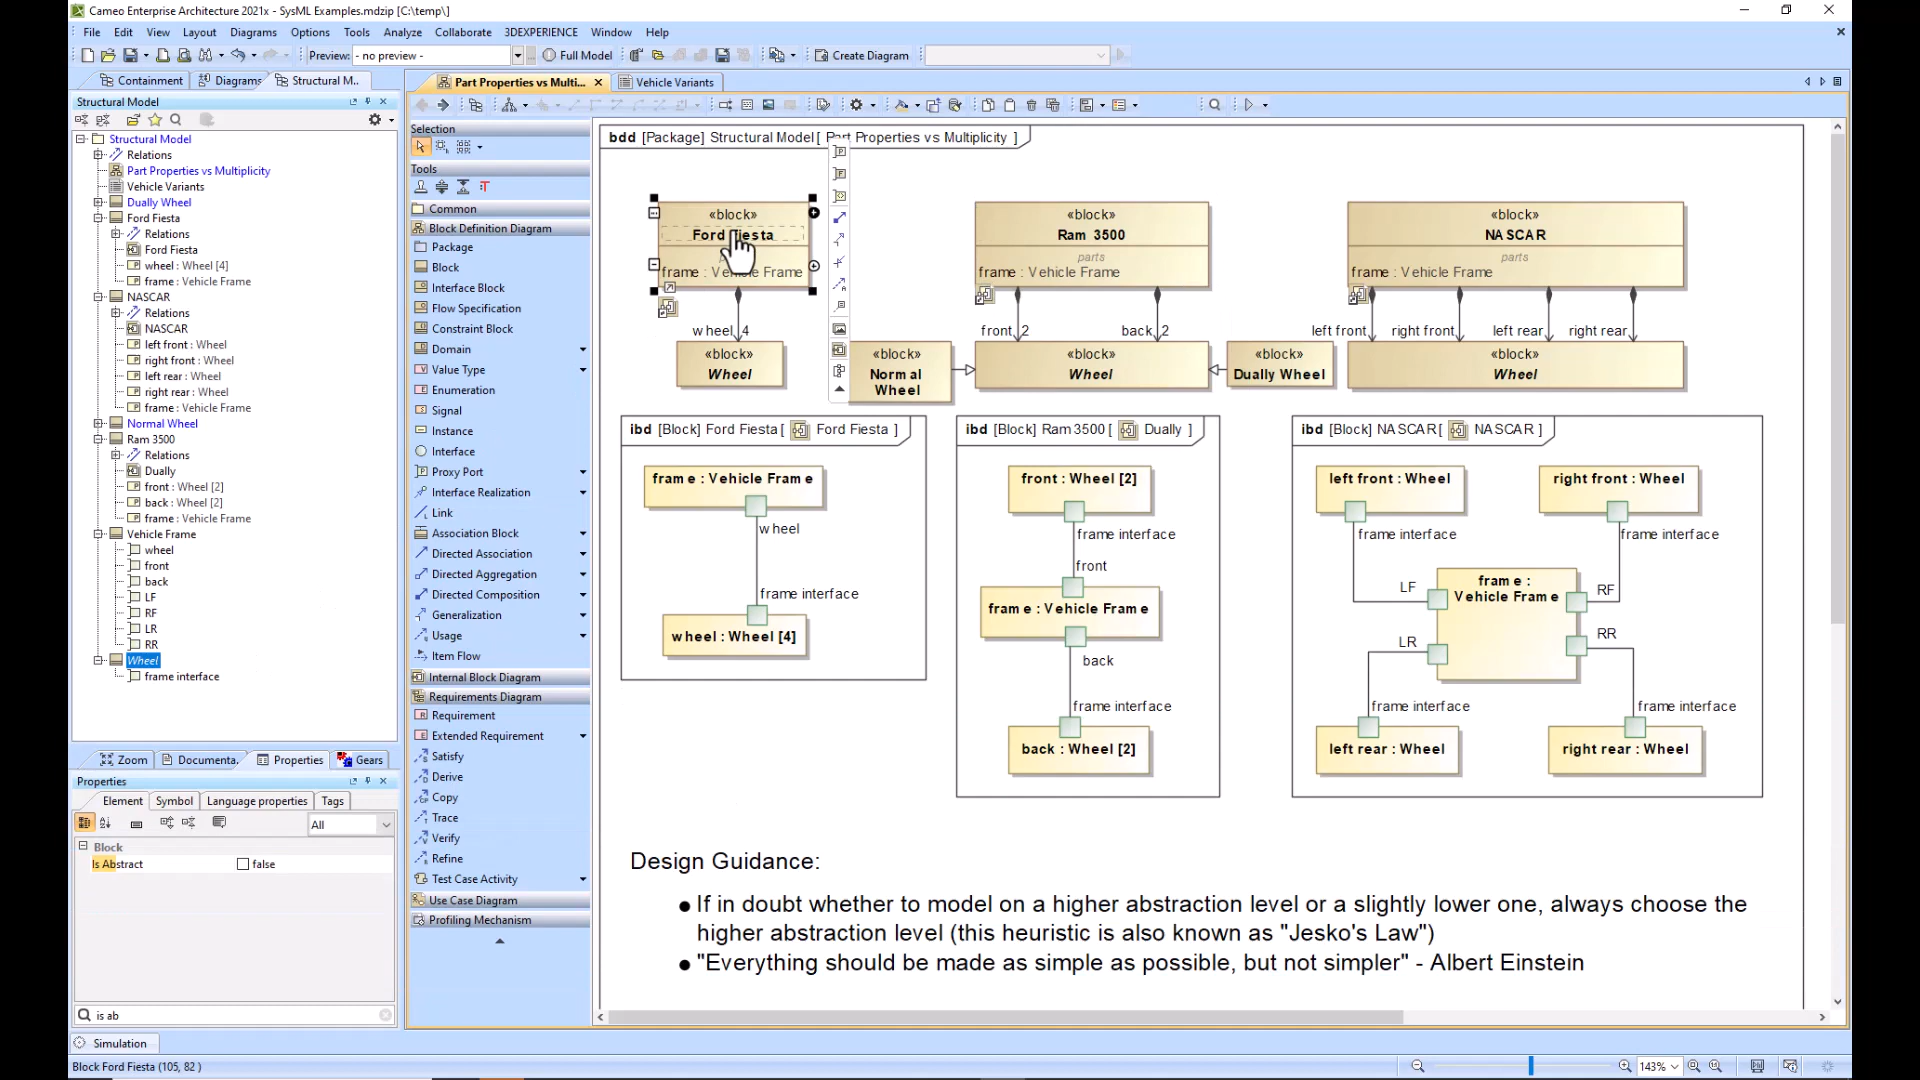 Cameo Enterprise Architecture 2021x - SysML Examples.mdzip [C:\temp\]
File Edit View Layout Diagrams Options Tools Analyze Collaborate 3DEXPERIENCE Window Help
Preview: - no preview - Full Model Create Diagram
Containment Diagrams Structural M..
Part Properties vs Multi... Vehicle Variants
Structural Model
Structural Model
Relations
Part Properties vs Multiplicity
Vehicle Variants
Dually Wheel
Ford Fiesta
Relations
Ford Fiesta
wheel : Wheel [4]
frame : Vehicle Frame
NASCAR
Relations
NASCAR
left front : Wheel
right front : Wheel
left rear : Wheel
right rear : Wheel
frame : Vehicle Frame
Normal Wheel
Ram 3500
Relations
Dually
front : Wheel [2]
back : Wheel [2]
frame : Vehicle Frame
Vehicle Frame
wheel
front
back
LF
RF
LR
RR
Wheel
frame interface
Zoom Documenta. Properties Gears
Properties
Element Symbol Language properties Tags
All
Block
Is Abstract false
is ab
Simulation
Block Ford Fiesta (105, 82 )
143%
Selection
Tools
Common
Block Definition Diagram
Package
Block
Interface Block
Flow Specification
Constraint Block
Domain
Value Type
Enumeration
Signal
Instance
Interface
Proxy Port
Interface Realization
Link
Association Block
Directed Association
Directed Aggregation
Directed Composition
Generalization
Usage
Item Flow
Internal Block Diagram
Requirements Diagram
Requirement
Extended Requirement
Satisfy
Derive
Copy
Trace
Verify
Refine
Test Case Activity
Use Case Diagram
Profiling Mechanism
bdd [Package] Structural Model[ Part Properties vs Multiplicity ]
«block»
Ford Fiesta
frame : Vehicle Frame
wheel 4
«block»
Wheel
«block»
Ram 3500
parts
frame : Vehicle Frame
front 2 back 2
«block»
Normal
Wheel
«block»
Wheel
«block»
Dually Wheel
«block»
NASCAR
parts
frame : Vehicle Frame
left front right front left rear right rear
«block»
Wheel
ibd [Block] Ford Fiesta[ Ford Fiesta ]
frame : Vehicle Frame
wheel
frame interface
wheel : Wheel [4]
ibd [Block] Ram 3500[ Dually ]
front : Wheel [2]
frame interface
front
frame : Vehicle Frame
back
frame interface
back : Wheel [2]
ibd [Block] NASCAR[ NASCAR ]
left front : Wheel right front : Wheel
frame interface frame interface
LF frame : RF
Vehicle Frame
LR RR
frame interface frame interface
left rear : Wheel right rear : Wheel
Design Guidance:
● If in doubt whether to model on a higher abstraction level or a slightly lower one, always choose the
higher abstraction level (this heuristic is also known as "Jesko's Law")
● "Everything should be made as simple as possible, but not simpler" - Albert Einstein